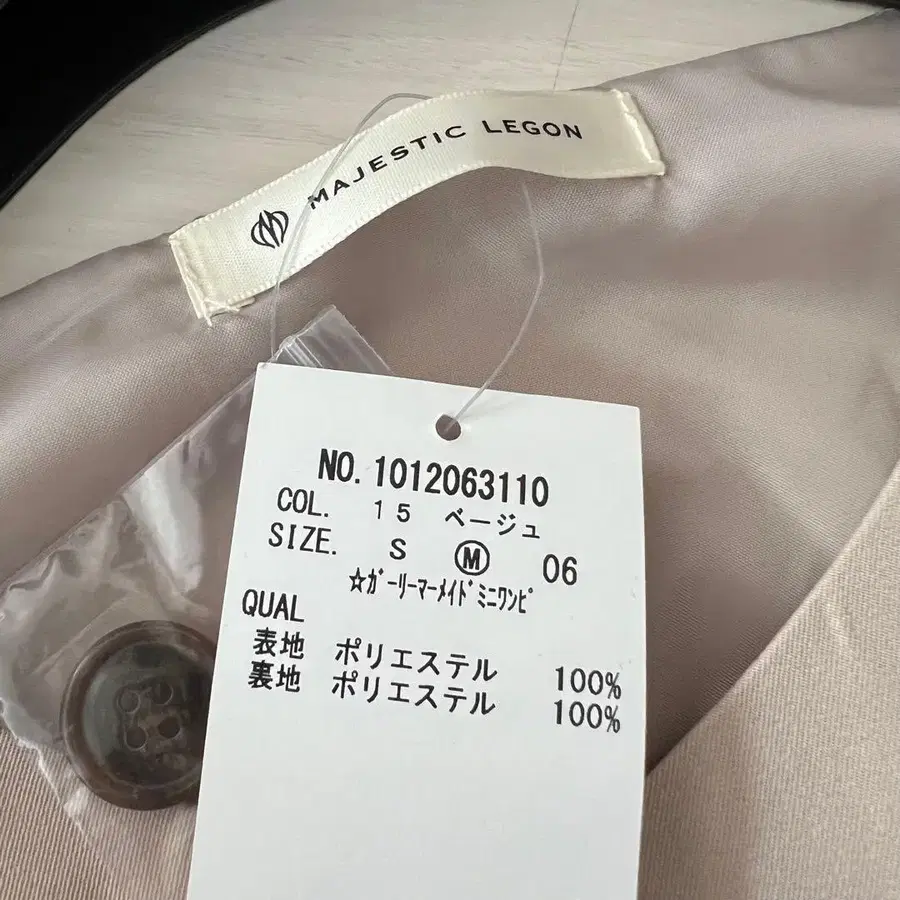 MAJESTIC LEGON
NO. 1012063110
COL. 15 ベージュ
SIZE. S Ⓜ 06
☆ｶﾞｰﾘｰﾏｰﾒｲﾄﾞﾐﾆﾜﾝﾋﾟ
QUAL
表地 ポリエステル 100%
裏地 ポリエステル 100%